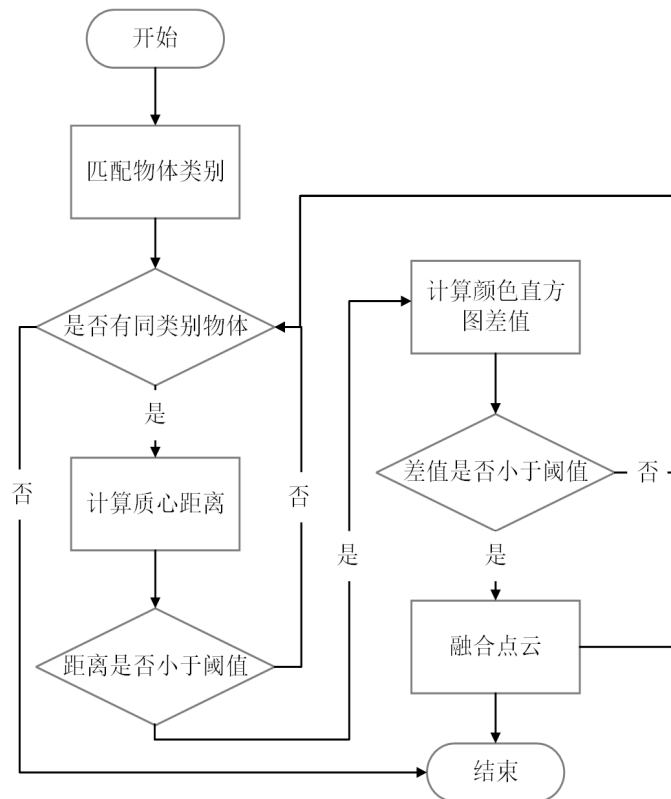 开始
匹配物体类别
是否有同类别物体
是
否
计算质心距离
否
距离是否小于阈值
是
计算颜色直方
图差值
差值是否小于阈值
否
是
融合点云
结束